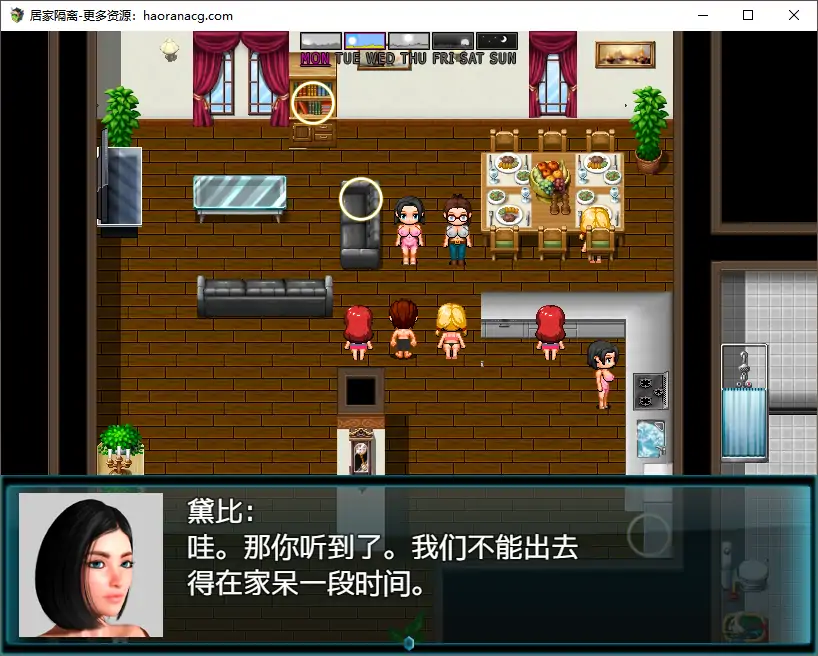 居家隔离-更多资源：haoranacg.com
MON TUE WED THU FRI SAT SUN
黛比：
哇。那你听到了。我们不能出去
得在家呆一段时间。